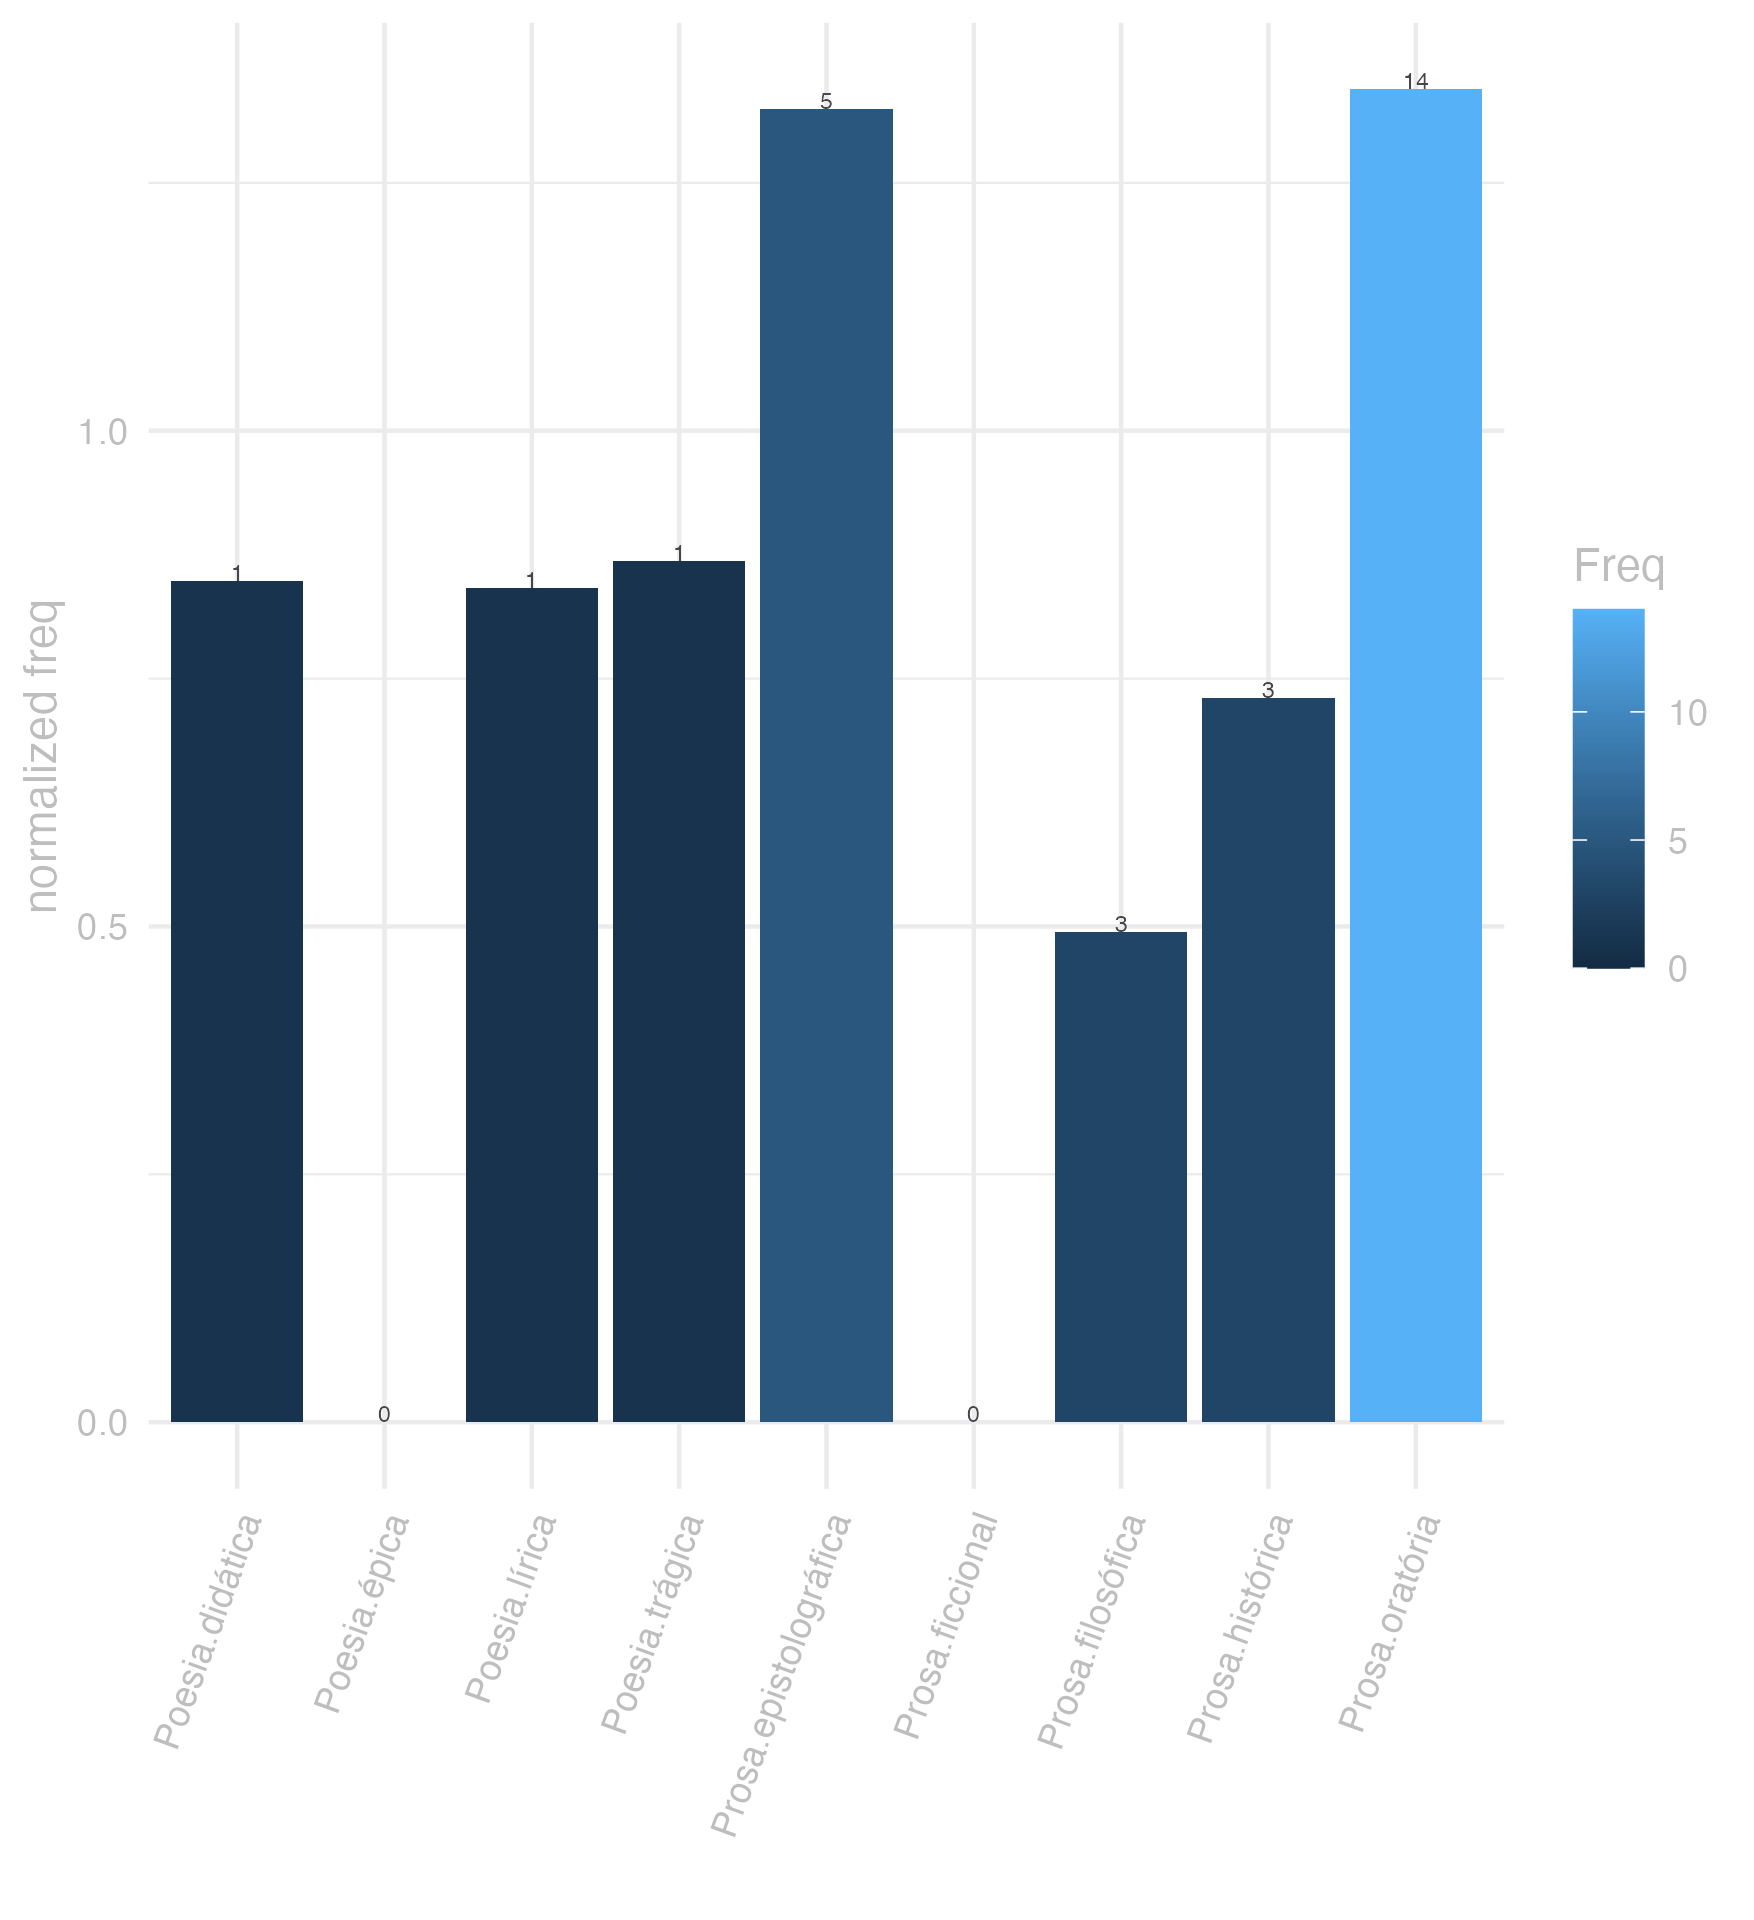 14
5
1
1
1
3
3
0
0
1.0
0.5
0.0
normalized freq
Freq
10
5
0
Poesia.didática
Poesia.épica
Poesia.lírica
Poesia.trágica
Prosa.epistolográfica
Prosa.ficcional
Prosa.filosófica
Prosa.histórica
Prosa.oratória